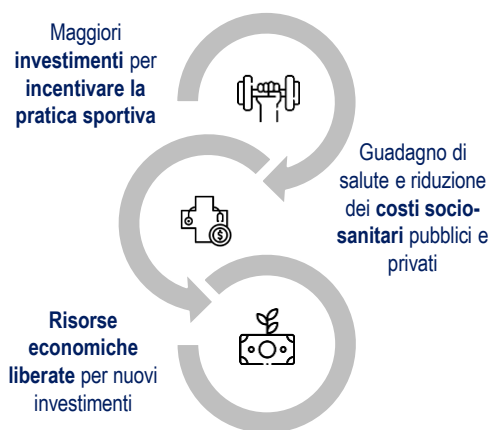 Maggiori
investimenti per
incentivare la
pratica sportiva
Guadagno di
salute e riduzione
dei costi socio-
sanitari pubblici e
privati
Risorse
economiche
liberate per nuovi
investimenti